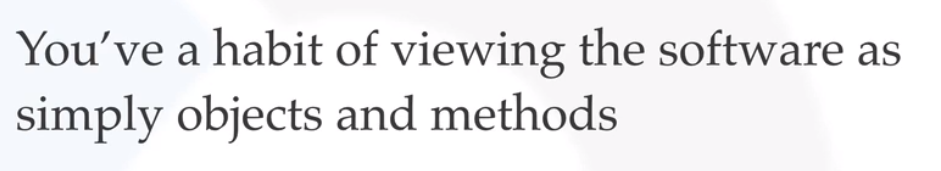 You’ve a habit of viewing the software as
simply objects and methods